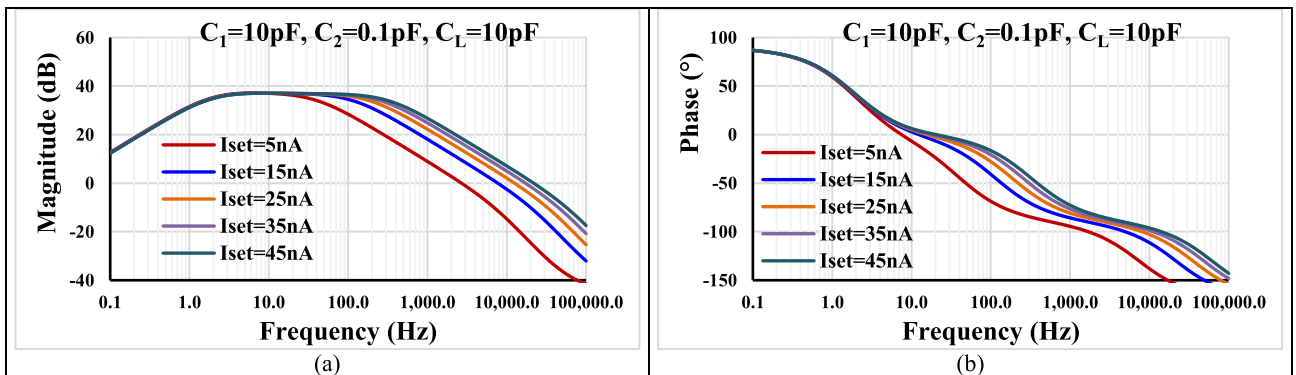 C1=10pF, C2=0.1pF, CL=10pF
60
40
20
0
-20
-40
Magnitude (dB)
Iset=5nA
Iset=15nA
Iset=25nA
Iset=35nA
Iset=45nA
0.1 1.0 10.0 100.0 1,000.0 10,000.0 100,000.0
Frequency (Hz)
(a)
C1=10pF, C2=0.1pF, CL=10pF
100
50
0
-50
-100
-150
Phase (°)
Iset=5nA
Iset=15nA
Iset=25nA
Iset=35nA
Iset=45nA
0.1 1.0 10.0 100.0 1,000.0 10,000.0 100,000.0
Frequency (Hz)
(b)